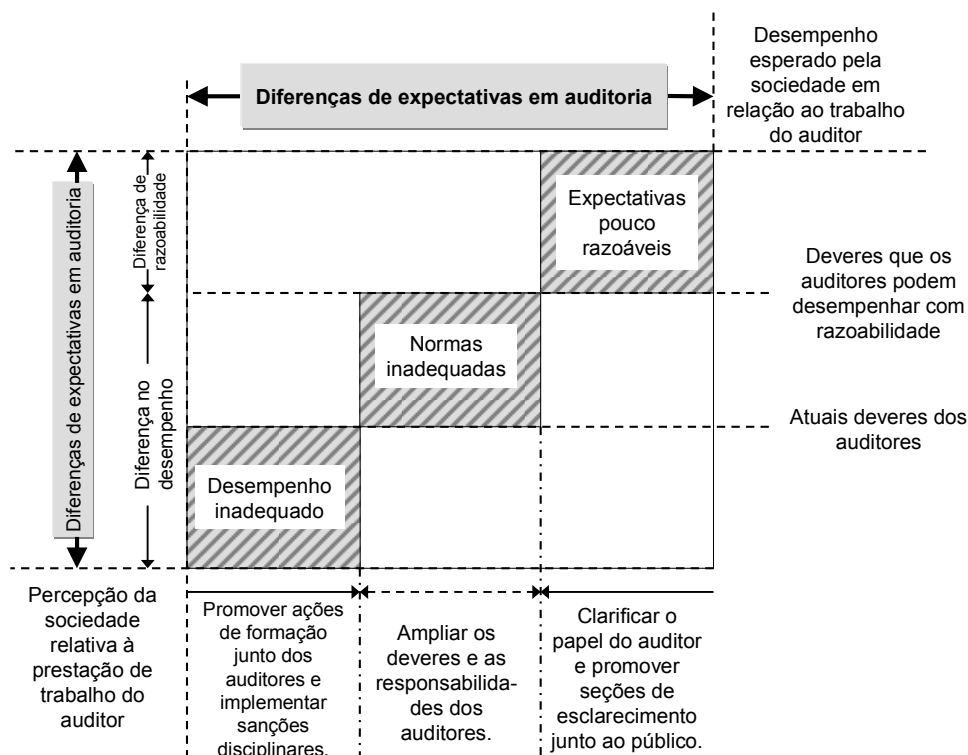 Desempenho
esperado pela
sociedade em
relação ao trabalho
do auditor
Diferenças de expectativas em auditoria
Diferenças de expectativas em auditoria
Diferença de
razoabilidade
Diferença no
desempenho
Expectativas
pouco
razoáveis
Normas
inadequadas
Desempenho
inadequado
Deveres que os
auditores podem
desempenhar com
razoabilidade
Atuais deveres dos
auditores
Percepção da
sociedade
relativa à
prestação de
trabalho do
auditor
Promover ações
de formação
junto dos
auditores e
implementar
sanções
disciplinares.
Ampliar os
deveres e as
responsabilida-
des dos
auditores.
Clarificar o
papel do auditor
e promover
seções de
esclarecimento
junto ao público.